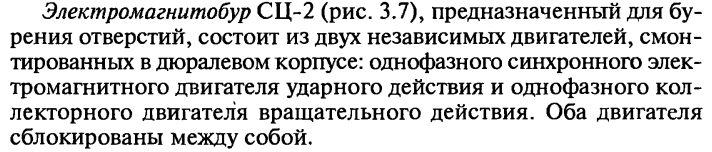 Электромагнитобур СЦ-2 (рис. 3.7), предназначенный для бу-
рения отверстий, состоит из двух независимых двигателей, смон-
тированных в дюралевом корпусе: однофазного синхронного элек-
тромагнитного двигателя ударного действия и однофазного кол-
лекторного двигателя вращательного действия. Оба двигателя
сблокированы между собой.